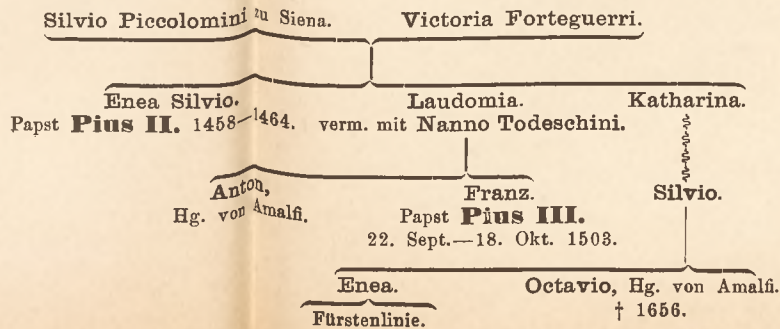 Silvio Piccolomini zu Siena. Victoria Forteguerri.
Enea Silvio. Laudomia. Katharina.
Papst Pius II. 1458—1464. verm. mit Nanno Todeschini.
Anton, Franz. Silvio.
Hg. von Amalfi. Papst Pius III.
22. Sept.—18. Okt. 1503.
Enea. Octavio, Hg. von Amalfi.
Fürstenlinie. † 1656.